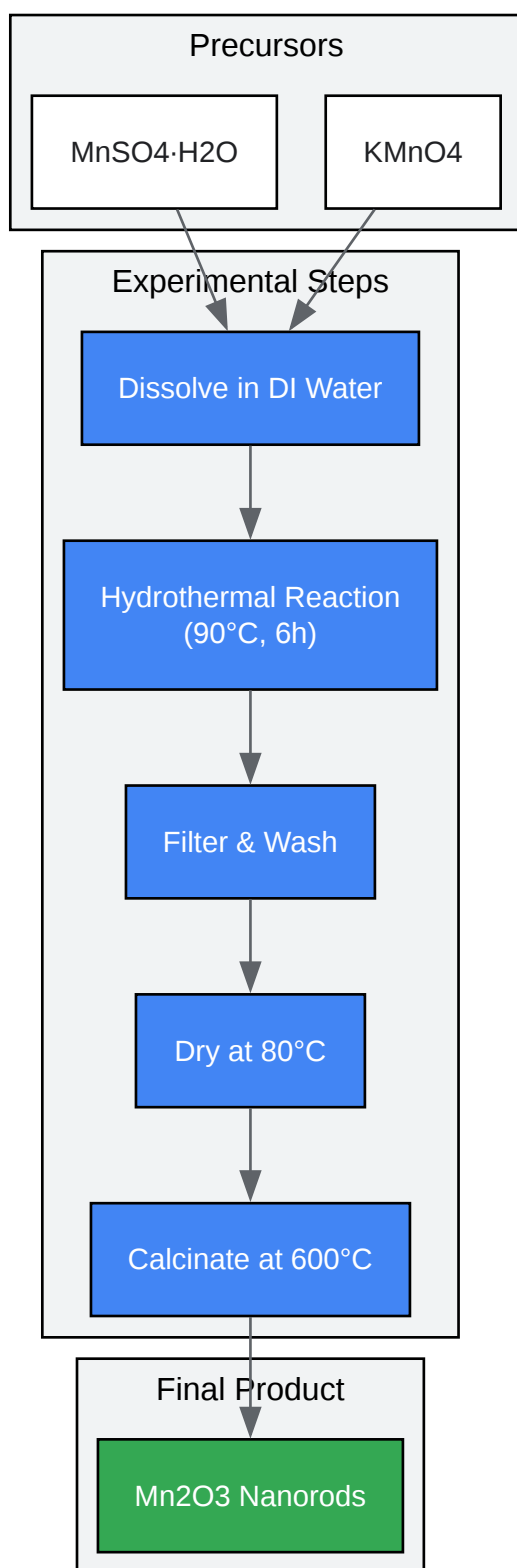 Precursors
MnSO4·H2O
KMnO4
Experimental Steps
Dissolve in DI Water
Hydrothermal Reaction
(90°C, 6h)
Filter & Wash
Dry at 80°C
Calcinate at 600°C
Final Product
Mn2O3 Nanorods